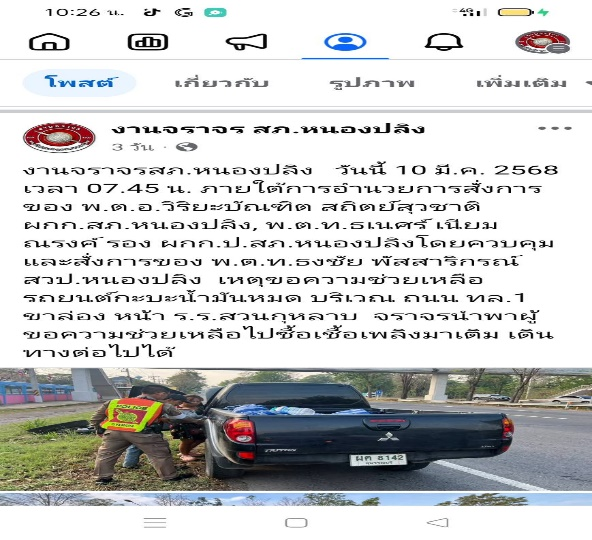 10:26 น.
4G
โพสต์ เกี่ยวกับ รูปภาพ เพิ่มเติม
งานจราจร สภ.หนองปลิง
3 วัน ·
งานจราจรสภ.หนองปลิง วันนี้ 10 มี.ค. 2568
เวลา 07.45 น. ภายใต้การอำนวยการสั่งการ
ของ พ.ต.อ.วิริยะบัณฑิต สถิตย์สุวชาติ
ผกก.สภ.หนองปลิง, พ.ต.ท.ธเนศร์ เนียม
ณรงค์ รอง ผกก.ป.สภ.หนองปลิงโดยควบคุม
และสั่งการของ พ.ต.ท.ธงชัย พัสสาริกรณ์
สวป.หนองปลิง เหตุขอความช่วยเหลือ
รถยนต์กะบะน้ำมันหมด บริเวณ ถนน ทล.1
ขาล่อง หน้า ร.ร.สวนกุหลาบ จราจรนำพาผู้
ขอความช่วยเหลือไปซื้อเชื้อเพลิงมาเติม เดิน
ทางต่อไปได้
POLICE
TRITON
ผค 8142